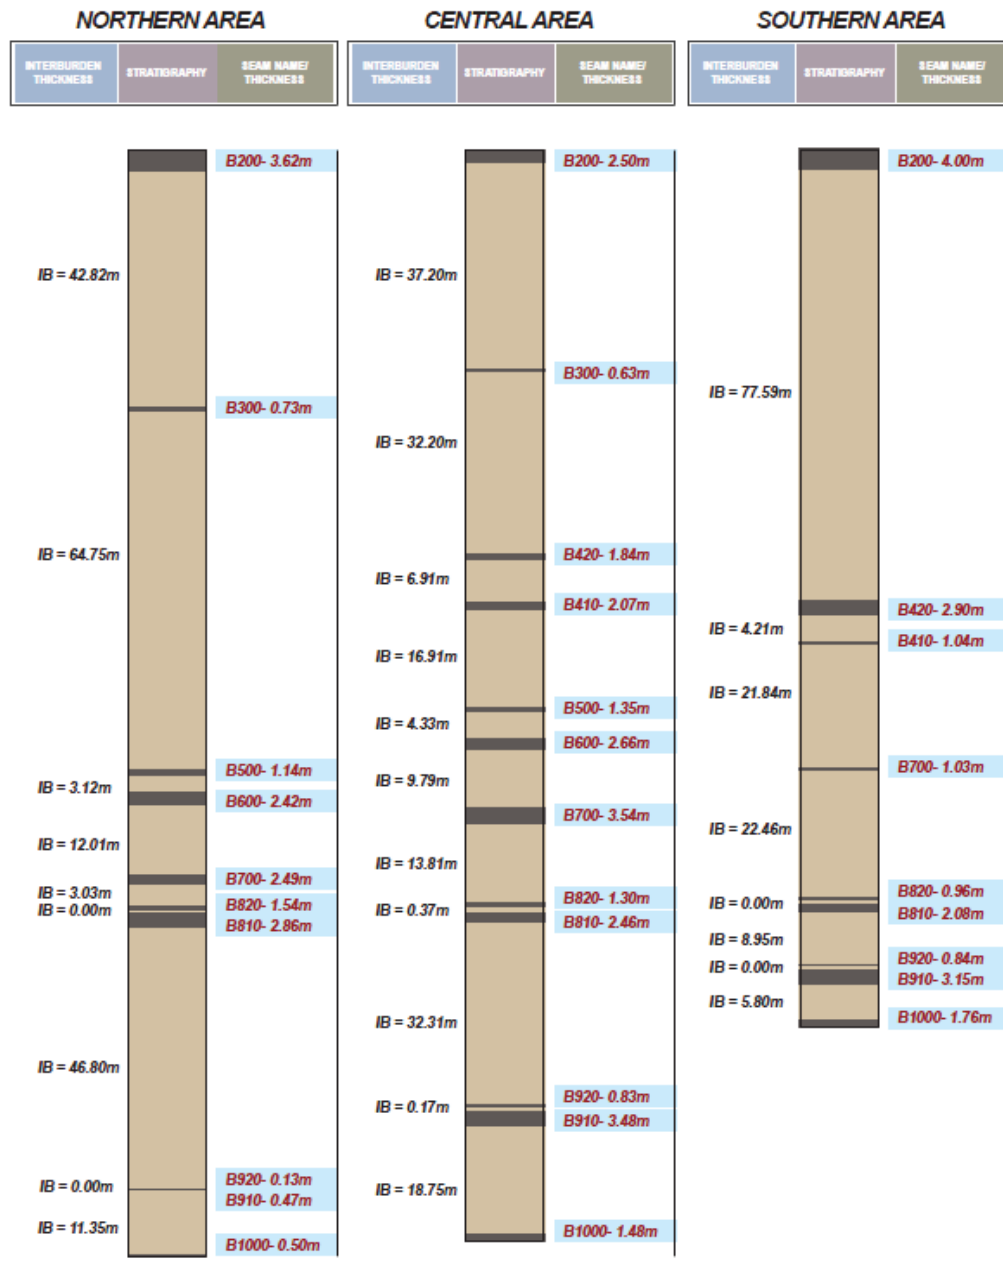 NORTHERN AREA
INTERBURDEN
THICKNESS
STRATIGRAPHY
SEAM NAME/
THICKNESS
B200- 3.62m
IB = 42.82m
B300- 0.73m
IB = 64.75m
B500- 1.14m
IB = 3.12m
B600- 2.42m
IB = 12.01m
B700- 2.49m
IB = 3.03m
B820- 1.54m
IB = 0.00m
B810- 2.86m
IB = 46.80m
B920- 0.13m
IB = 0.00m
B910- 0.47m
IB = 11.35m
B1000- 0.50m
CENTRAL AREA
INTERBURDEN
THICKNESS
STRATIGRAPHY
SEAM NAME/
THICKNESS
B200- 2.50m
IB = 37.20m
B300- 0.63m
IB = 32.20m
B420- 1.84m
IB = 6.91m
B410- 2.07m
IB = 16.91m
B500- 1.35m
IB = 4.33m
B600- 2.66m
IB = 9.79m
B700- 3.54m
IB = 13.81m
B820- 1.30m
IB = 0.37m
B810- 2.46m
IB = 32.31m
B920- 0.83m
IB = 0.17m
B910- 3.48m
IB = 18.75m
B1000- 1.48m
SOUTHERN AREA
INTERBURDEN
THICKNESS
STRATIGRAPHY
SEAM NAME/
THICKNESS
B200- 4.00m
IB = 77.59m
B420- 2.90m
IB = 4.21m
B410- 1.04m
IB = 21.84m
B700- 1.03m
IB = 22.46m
B820- 0.96m
IB = 0.00m
B810- 2.08m
IB = 8.95m
B920- 0.84m
IB = 0.00m
B910- 3.15m
IB = 5.80m
B1000- 1.76m